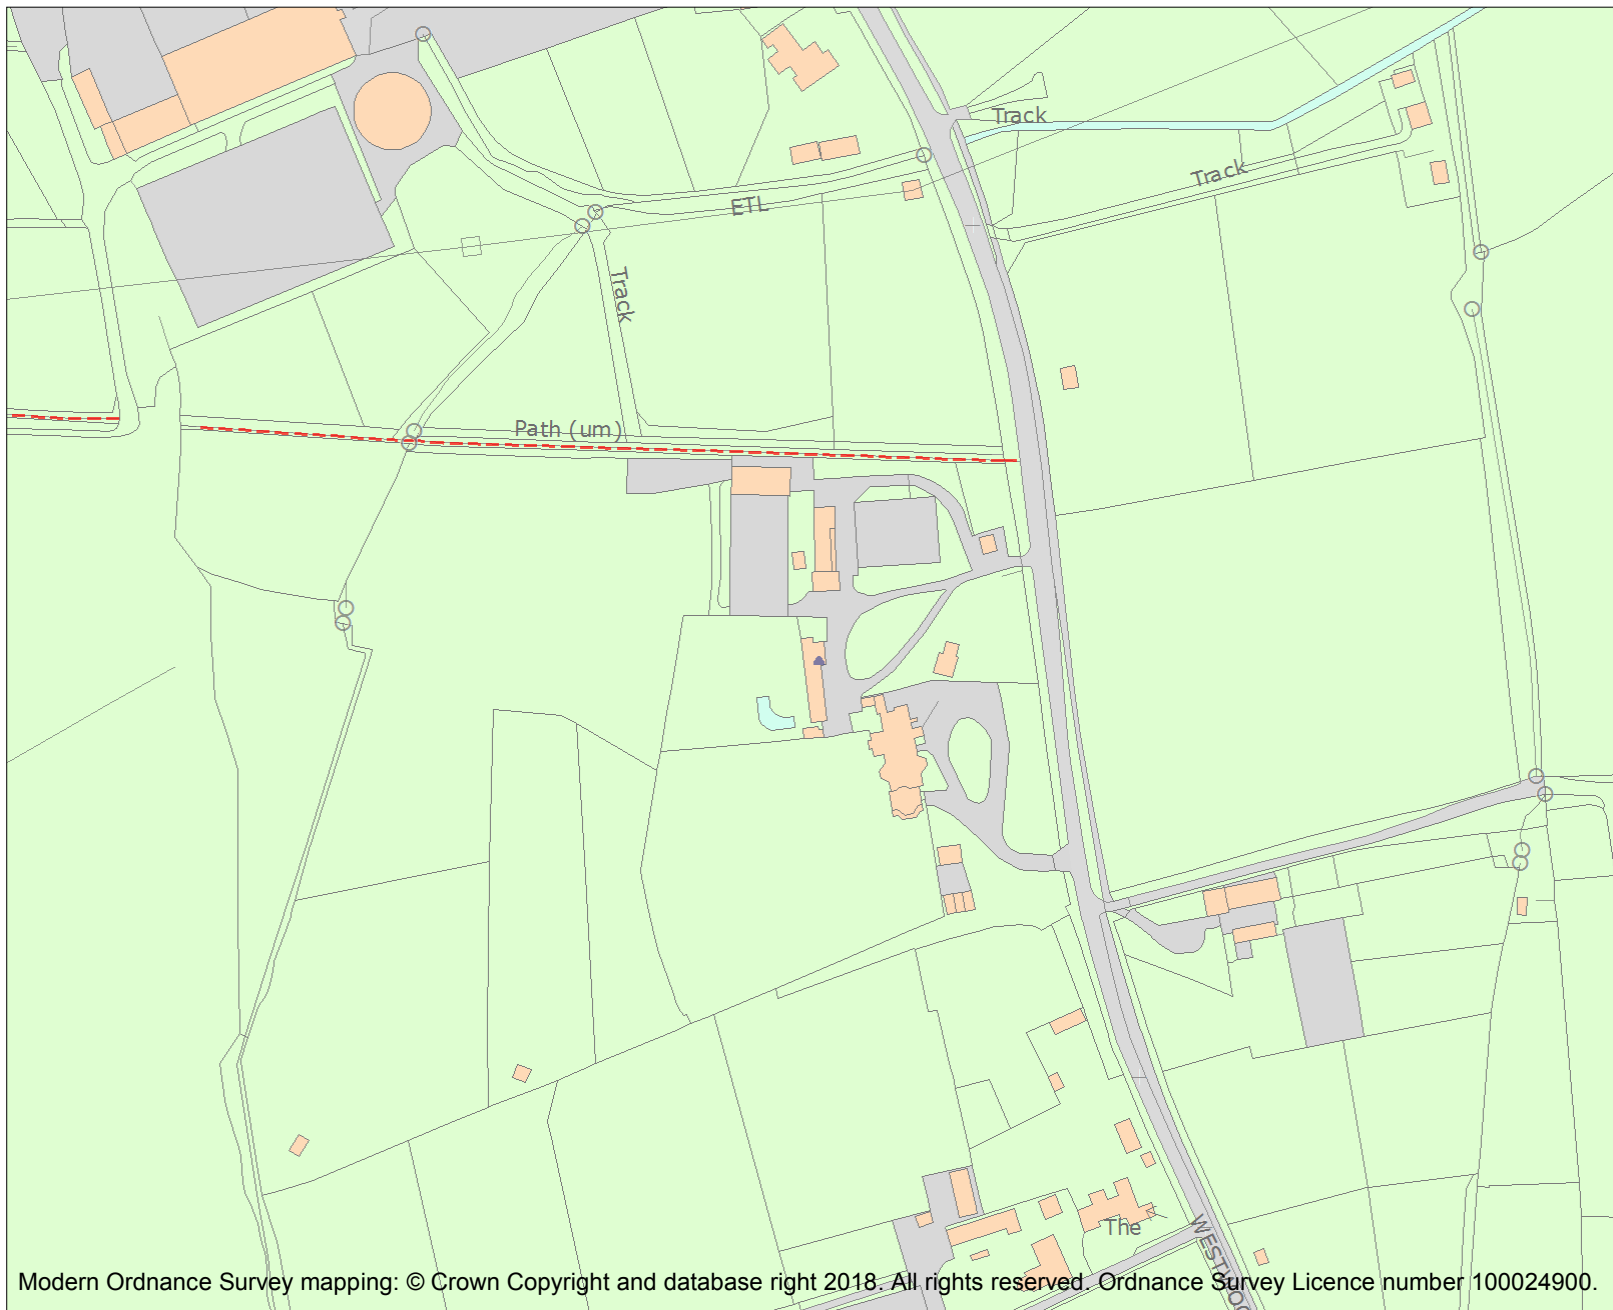 Track
Track
ETL
Track
Path (um)
The
WESTWOO
Modern Ordnance Survey mapping: © Crown Copyright and database right 2018. All rights reserved. Ordnance Survey Licence number 100024900.